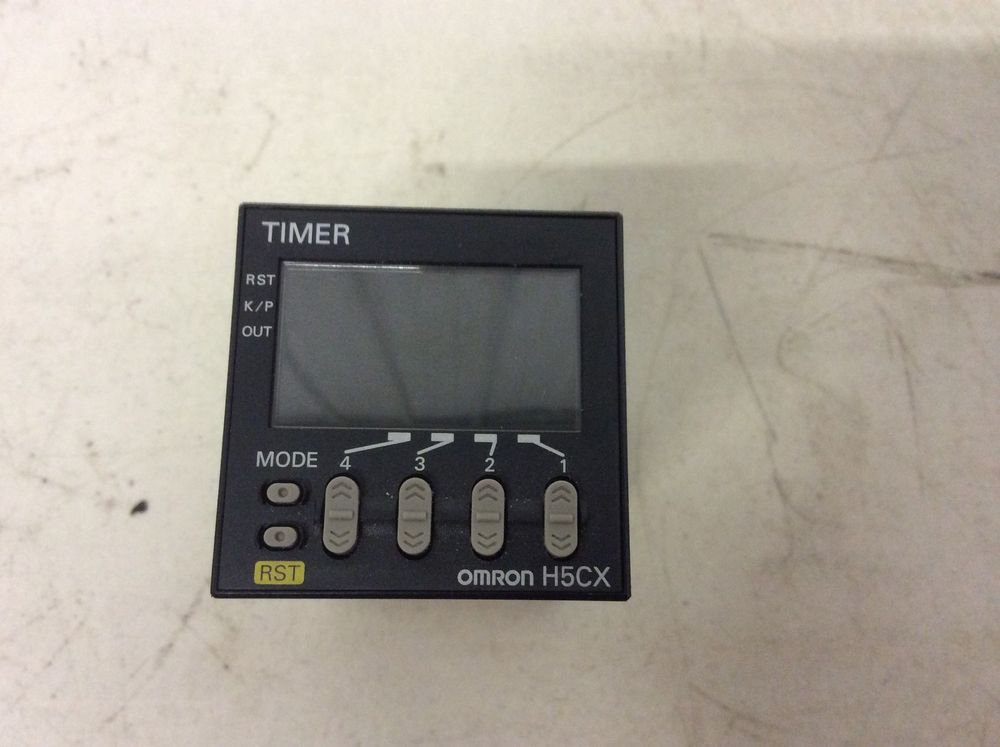 TIMER
RST
K/P
OUT
MODE
4 3 2 1
RST
omron H5CX